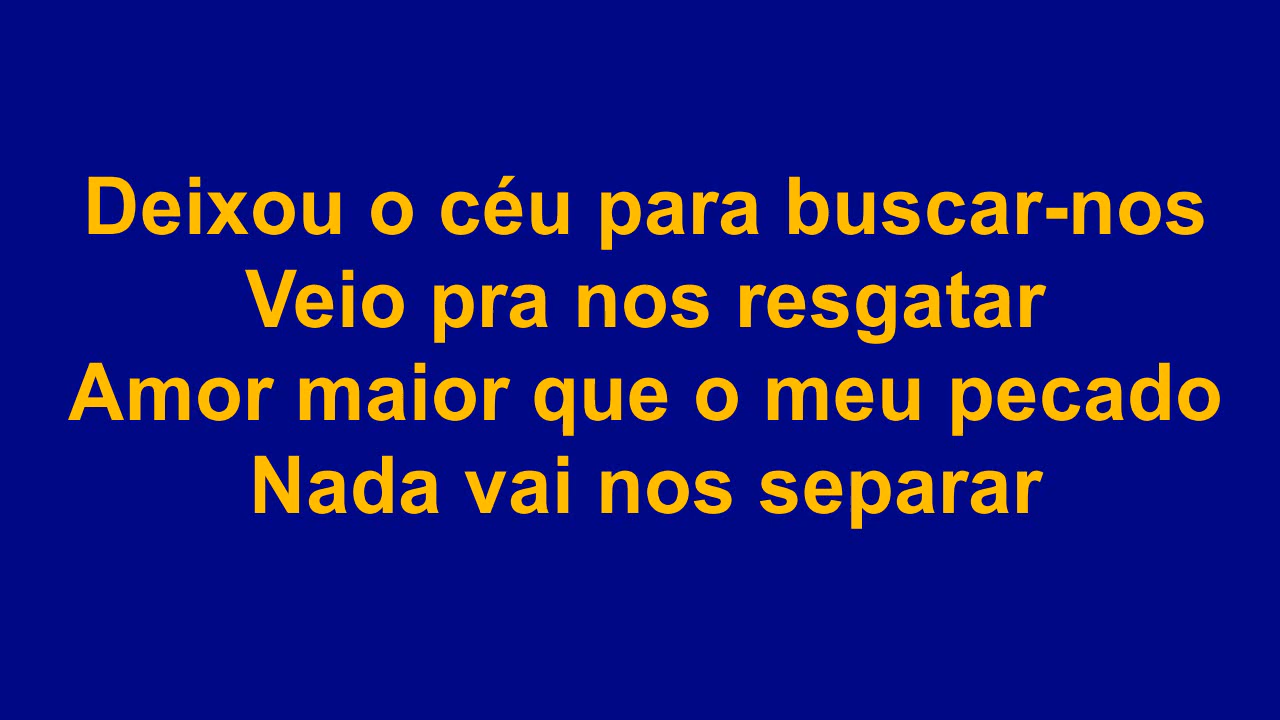 Deixou o céu para buscar-nos
Veio pra nos resgatar
Amor maior que o meu pecado
Nada vai nos separar